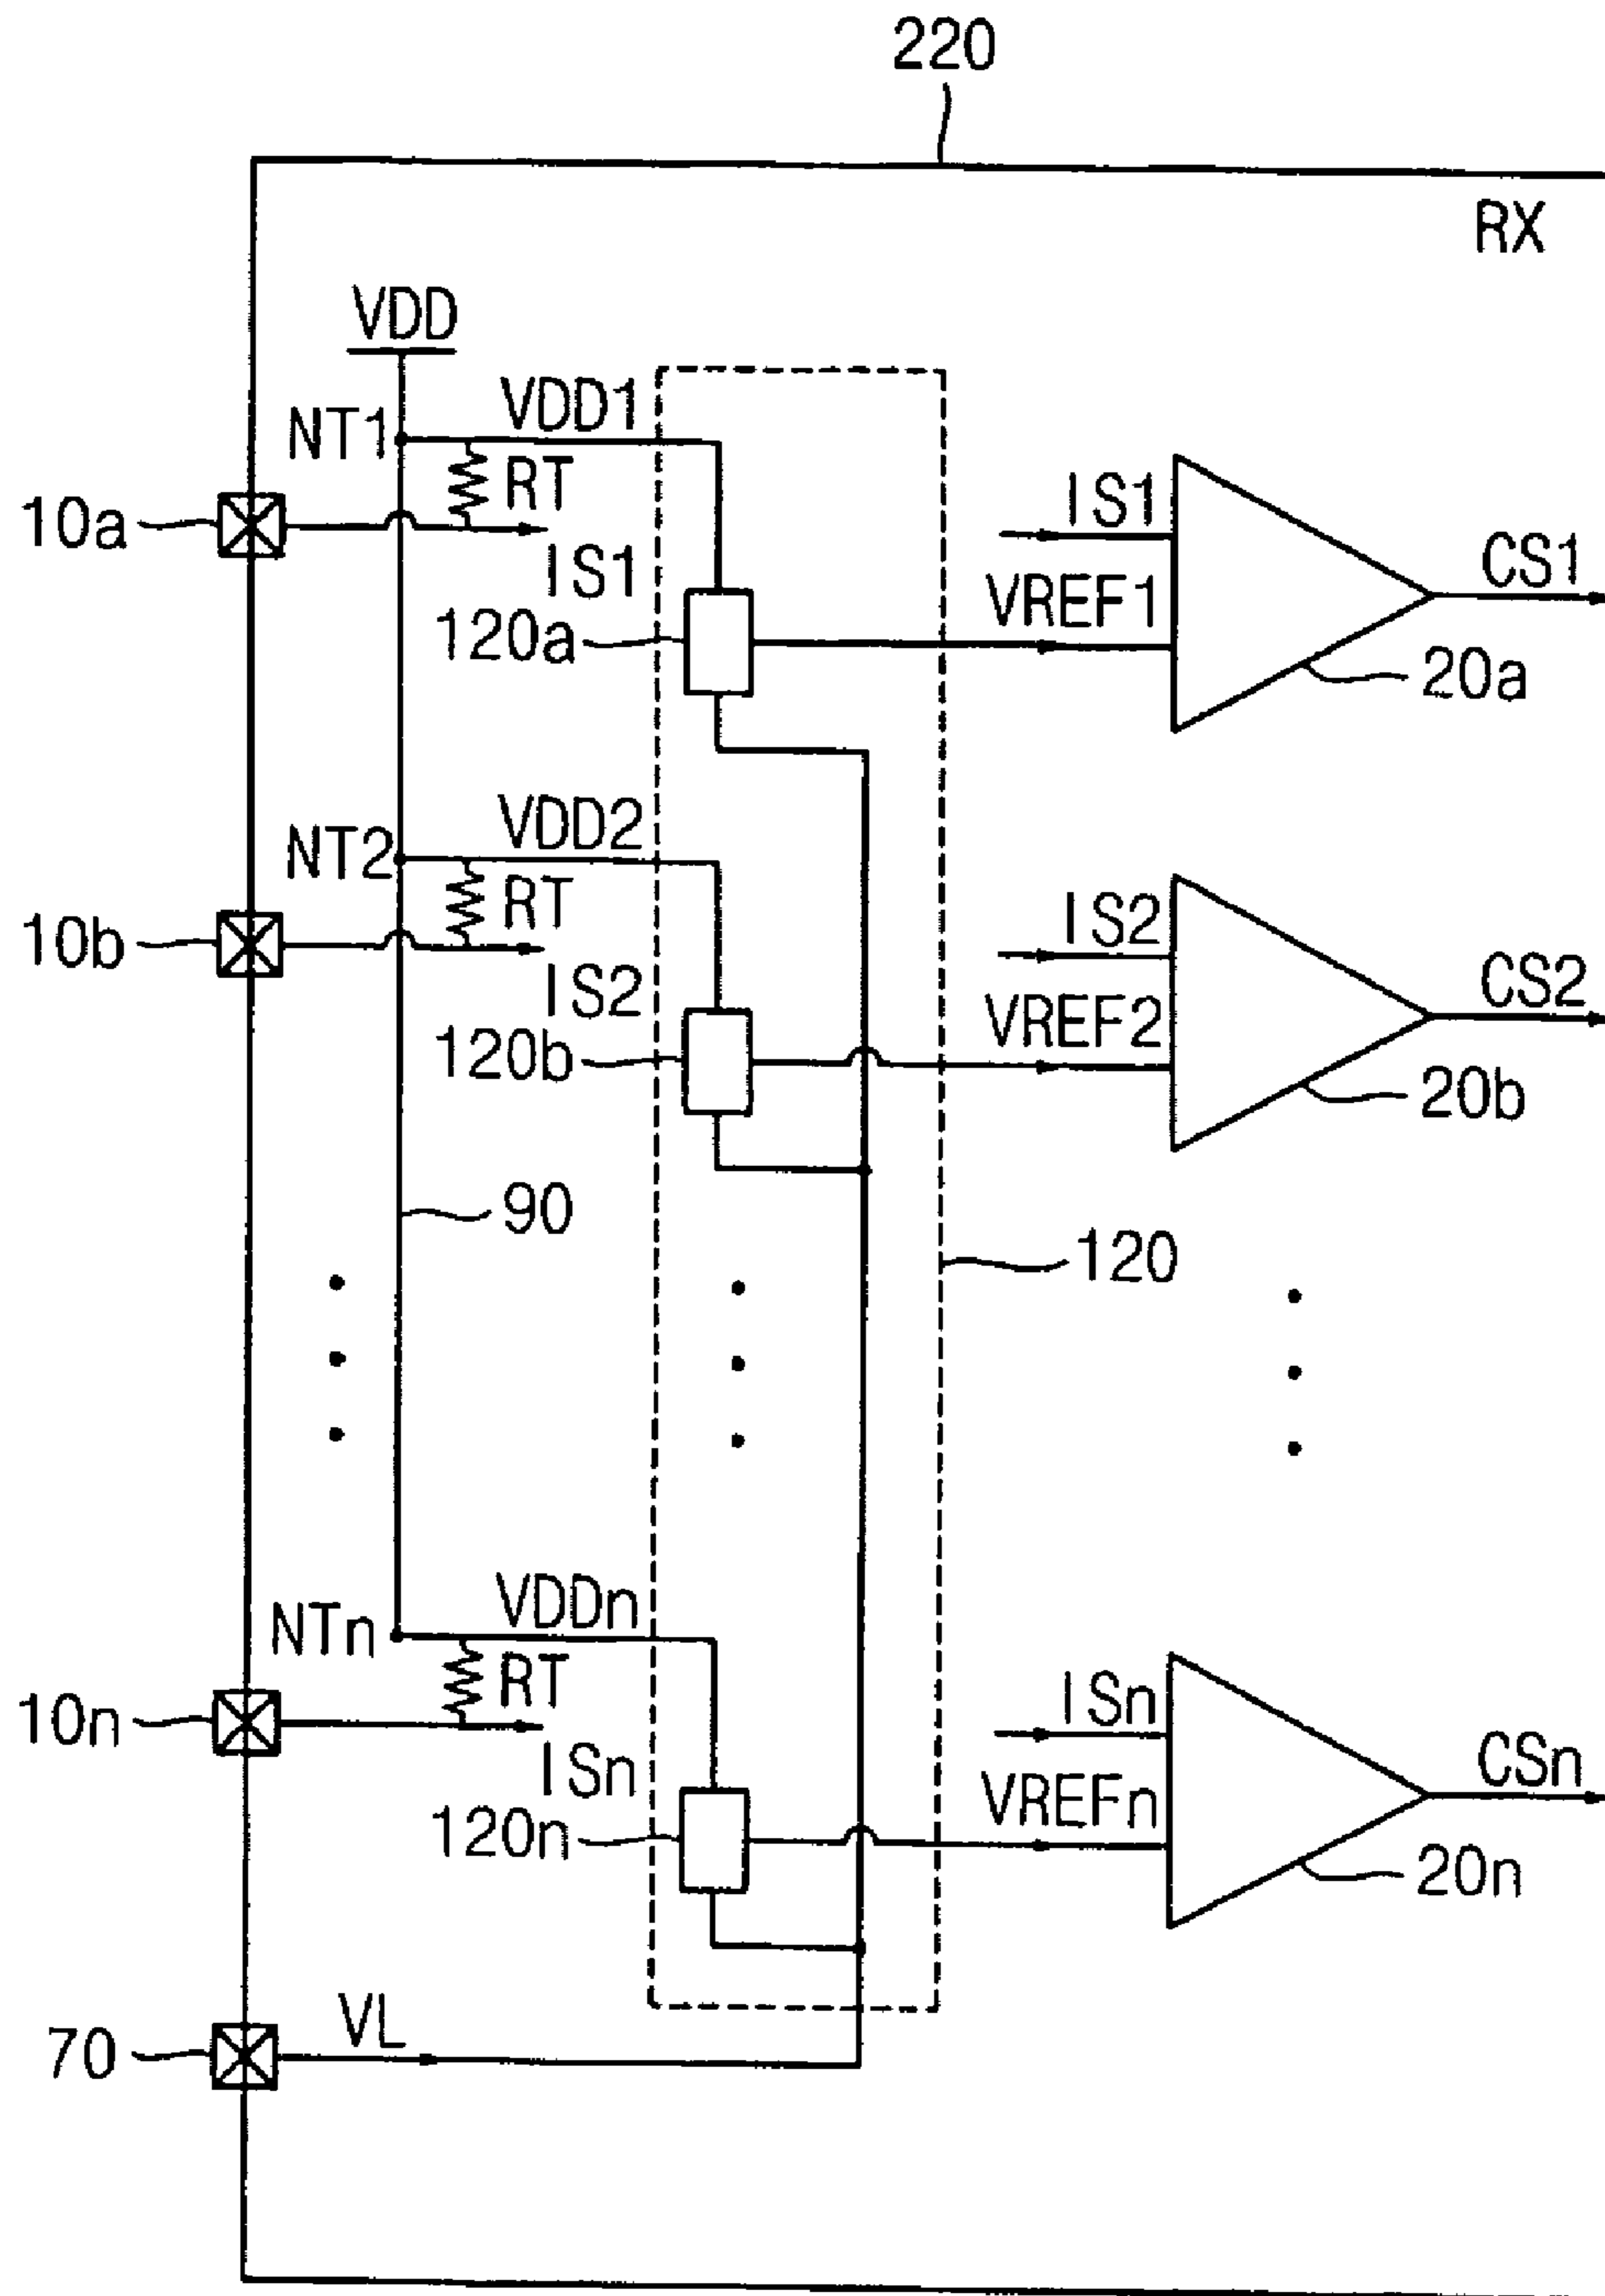 220
RX
VDD
NT1
VDD1
RT
10a
IS1
IS1
CS1
120a
VREF1
20a
NT2
VDD2
RT
10b
IS2
IS2
CS2
120b
VREF2
20b
90
120
NTn
VDDn
RT
10n
ISn
ISn
CSn
120n
VREFn
20n
VL
70